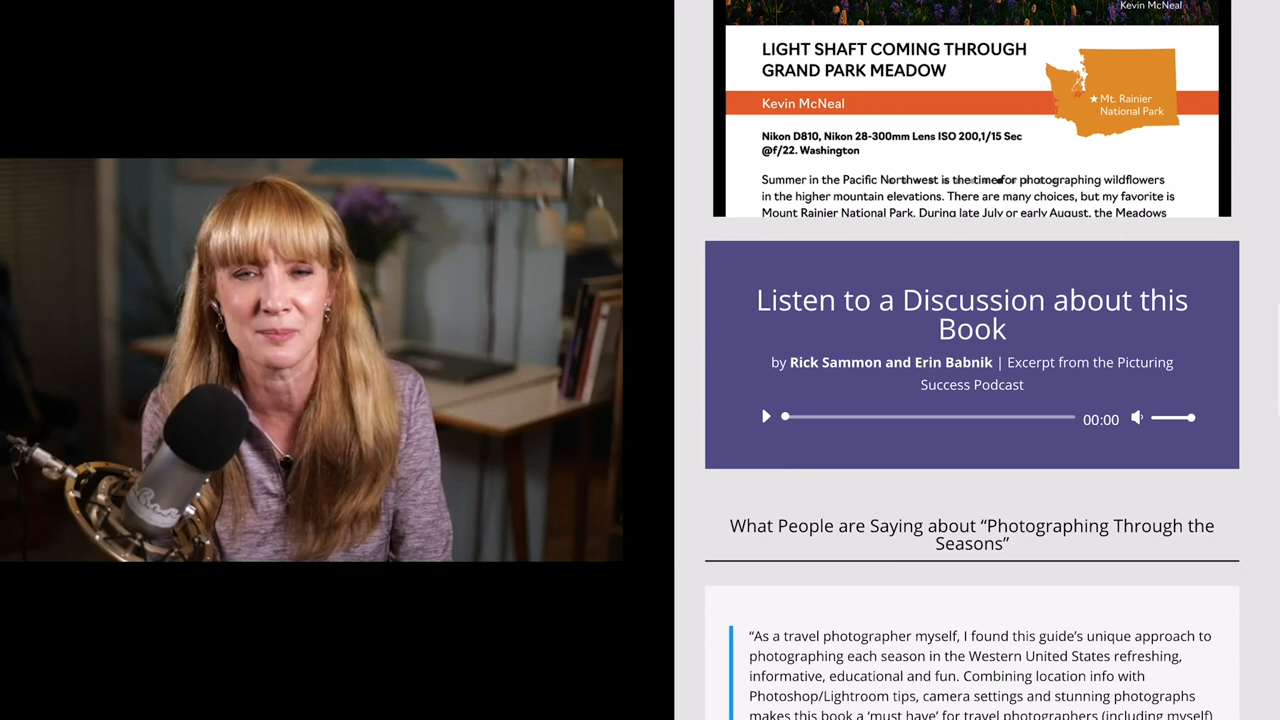 Kevin McNeal
LIGHT SHAFT COMING THROUGH
GRAND PARK MEADOW
Kevin McNeal
★ Mt. Rainier
National Park
Nikon D810, Nikon 28-300mm Lens ISO 200,1/15 Sec
@f/22. Washington
Summer in the Pacific Northwest is the time for photographing wildflowers
in the higher mountain elevations. There are many choices, but my favorite is
Mount Rainier National Park. During late July or early August, the Meadows
Listen to a Discussion about this
Book
by Rick Sammon and Erin Babnik | Excerpt from the Picturing
Success Podcast
00:00
What People are Saying about “Photographing Through the
Seasons”
“As a travel photographer myself, I found this guide’s unique approach to
photographing each season in the Western United States refreshing,
informative, educational and fun. Combining location info with
Photoshop/Lightroom tips, camera settings and stunning photographs
makes this book a ‘must have’ for travel photographers (including myself)